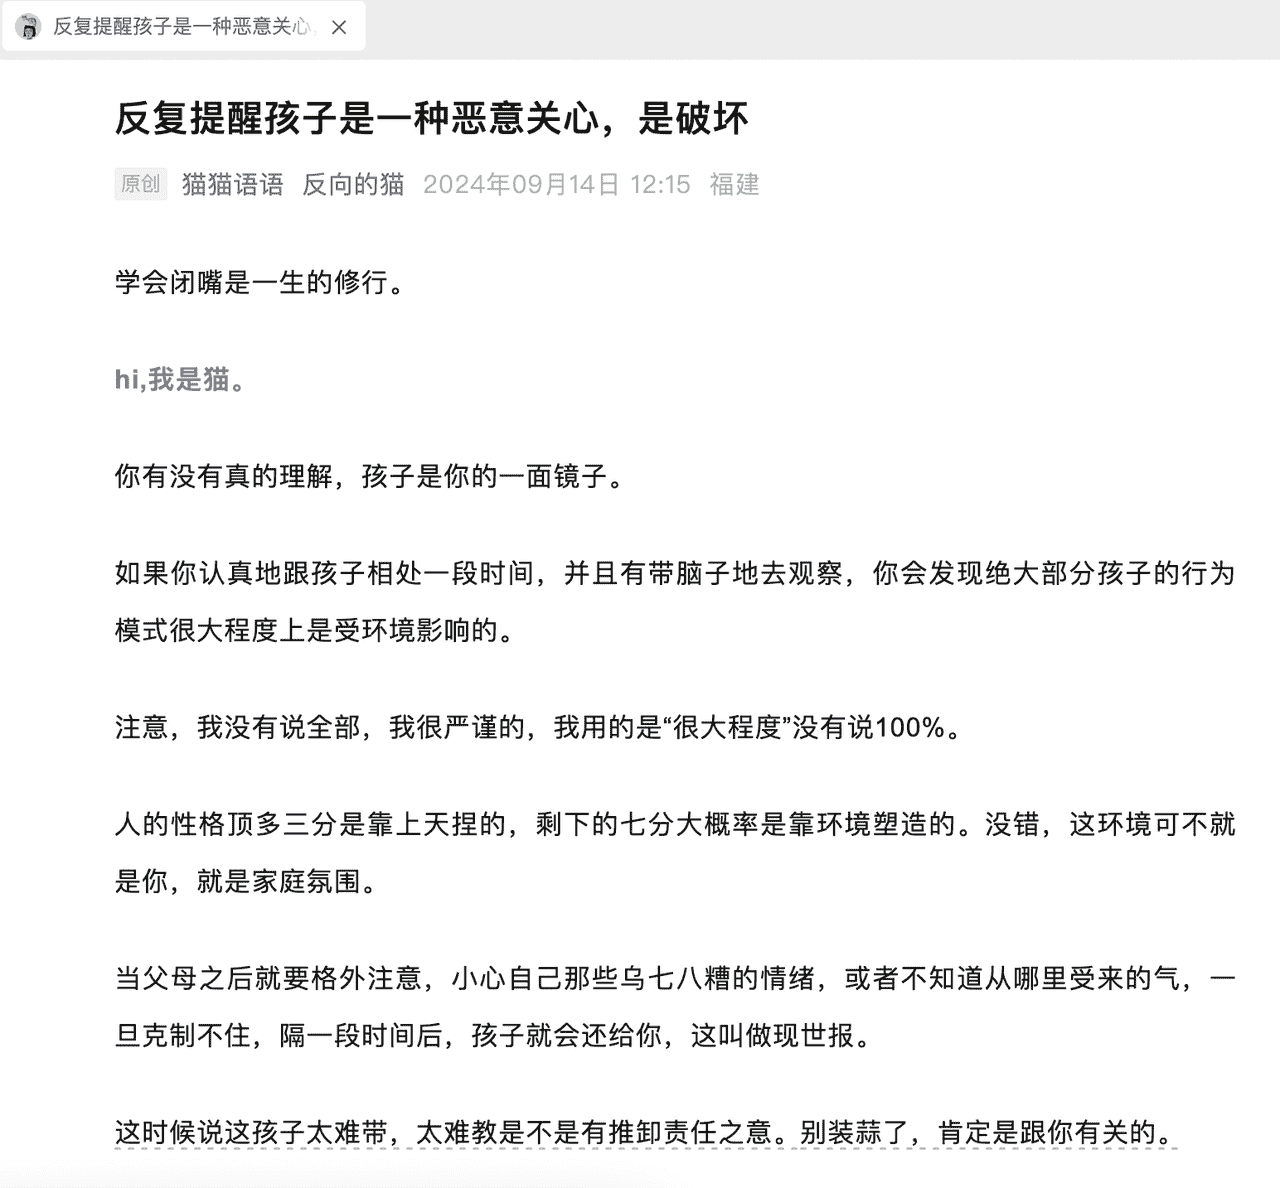 反复提醒孩子是一种恶意关心
反复提醒孩子是一种恶意关心，是破坏
原创 猫猫语语 反向的猫 2024年09月14日 12:15 福建
学会闭嘴是一生的修行。
hi,我是猫。
你有没有真的理解，孩子是你的一面镜子。
如果你认真地跟孩子相处一段时间，并且有带脑子地去观察，你会发现绝大部分孩子的行为
模式很大程度上是受环境影响的。
注意，我没有说全部，我很严谨的，我用的是“很大程度”没有说100%。
人的性格顶多三分是靠上天捏的，剩下的七分大概率是靠环境塑造的。没错，这环境可不就
是你，就是家庭氛围。
当父母之后就要格外注意，小心自己那些乌七八糟的情绪，或者不知道从哪里受来的气，一
旦克制不住，隔一段时间后，孩子就会还给你，这叫做现世报。
这时候说这孩子太难带，太难教是不是有推卸责任之意。别装蒜了，肯定是跟你有关的。